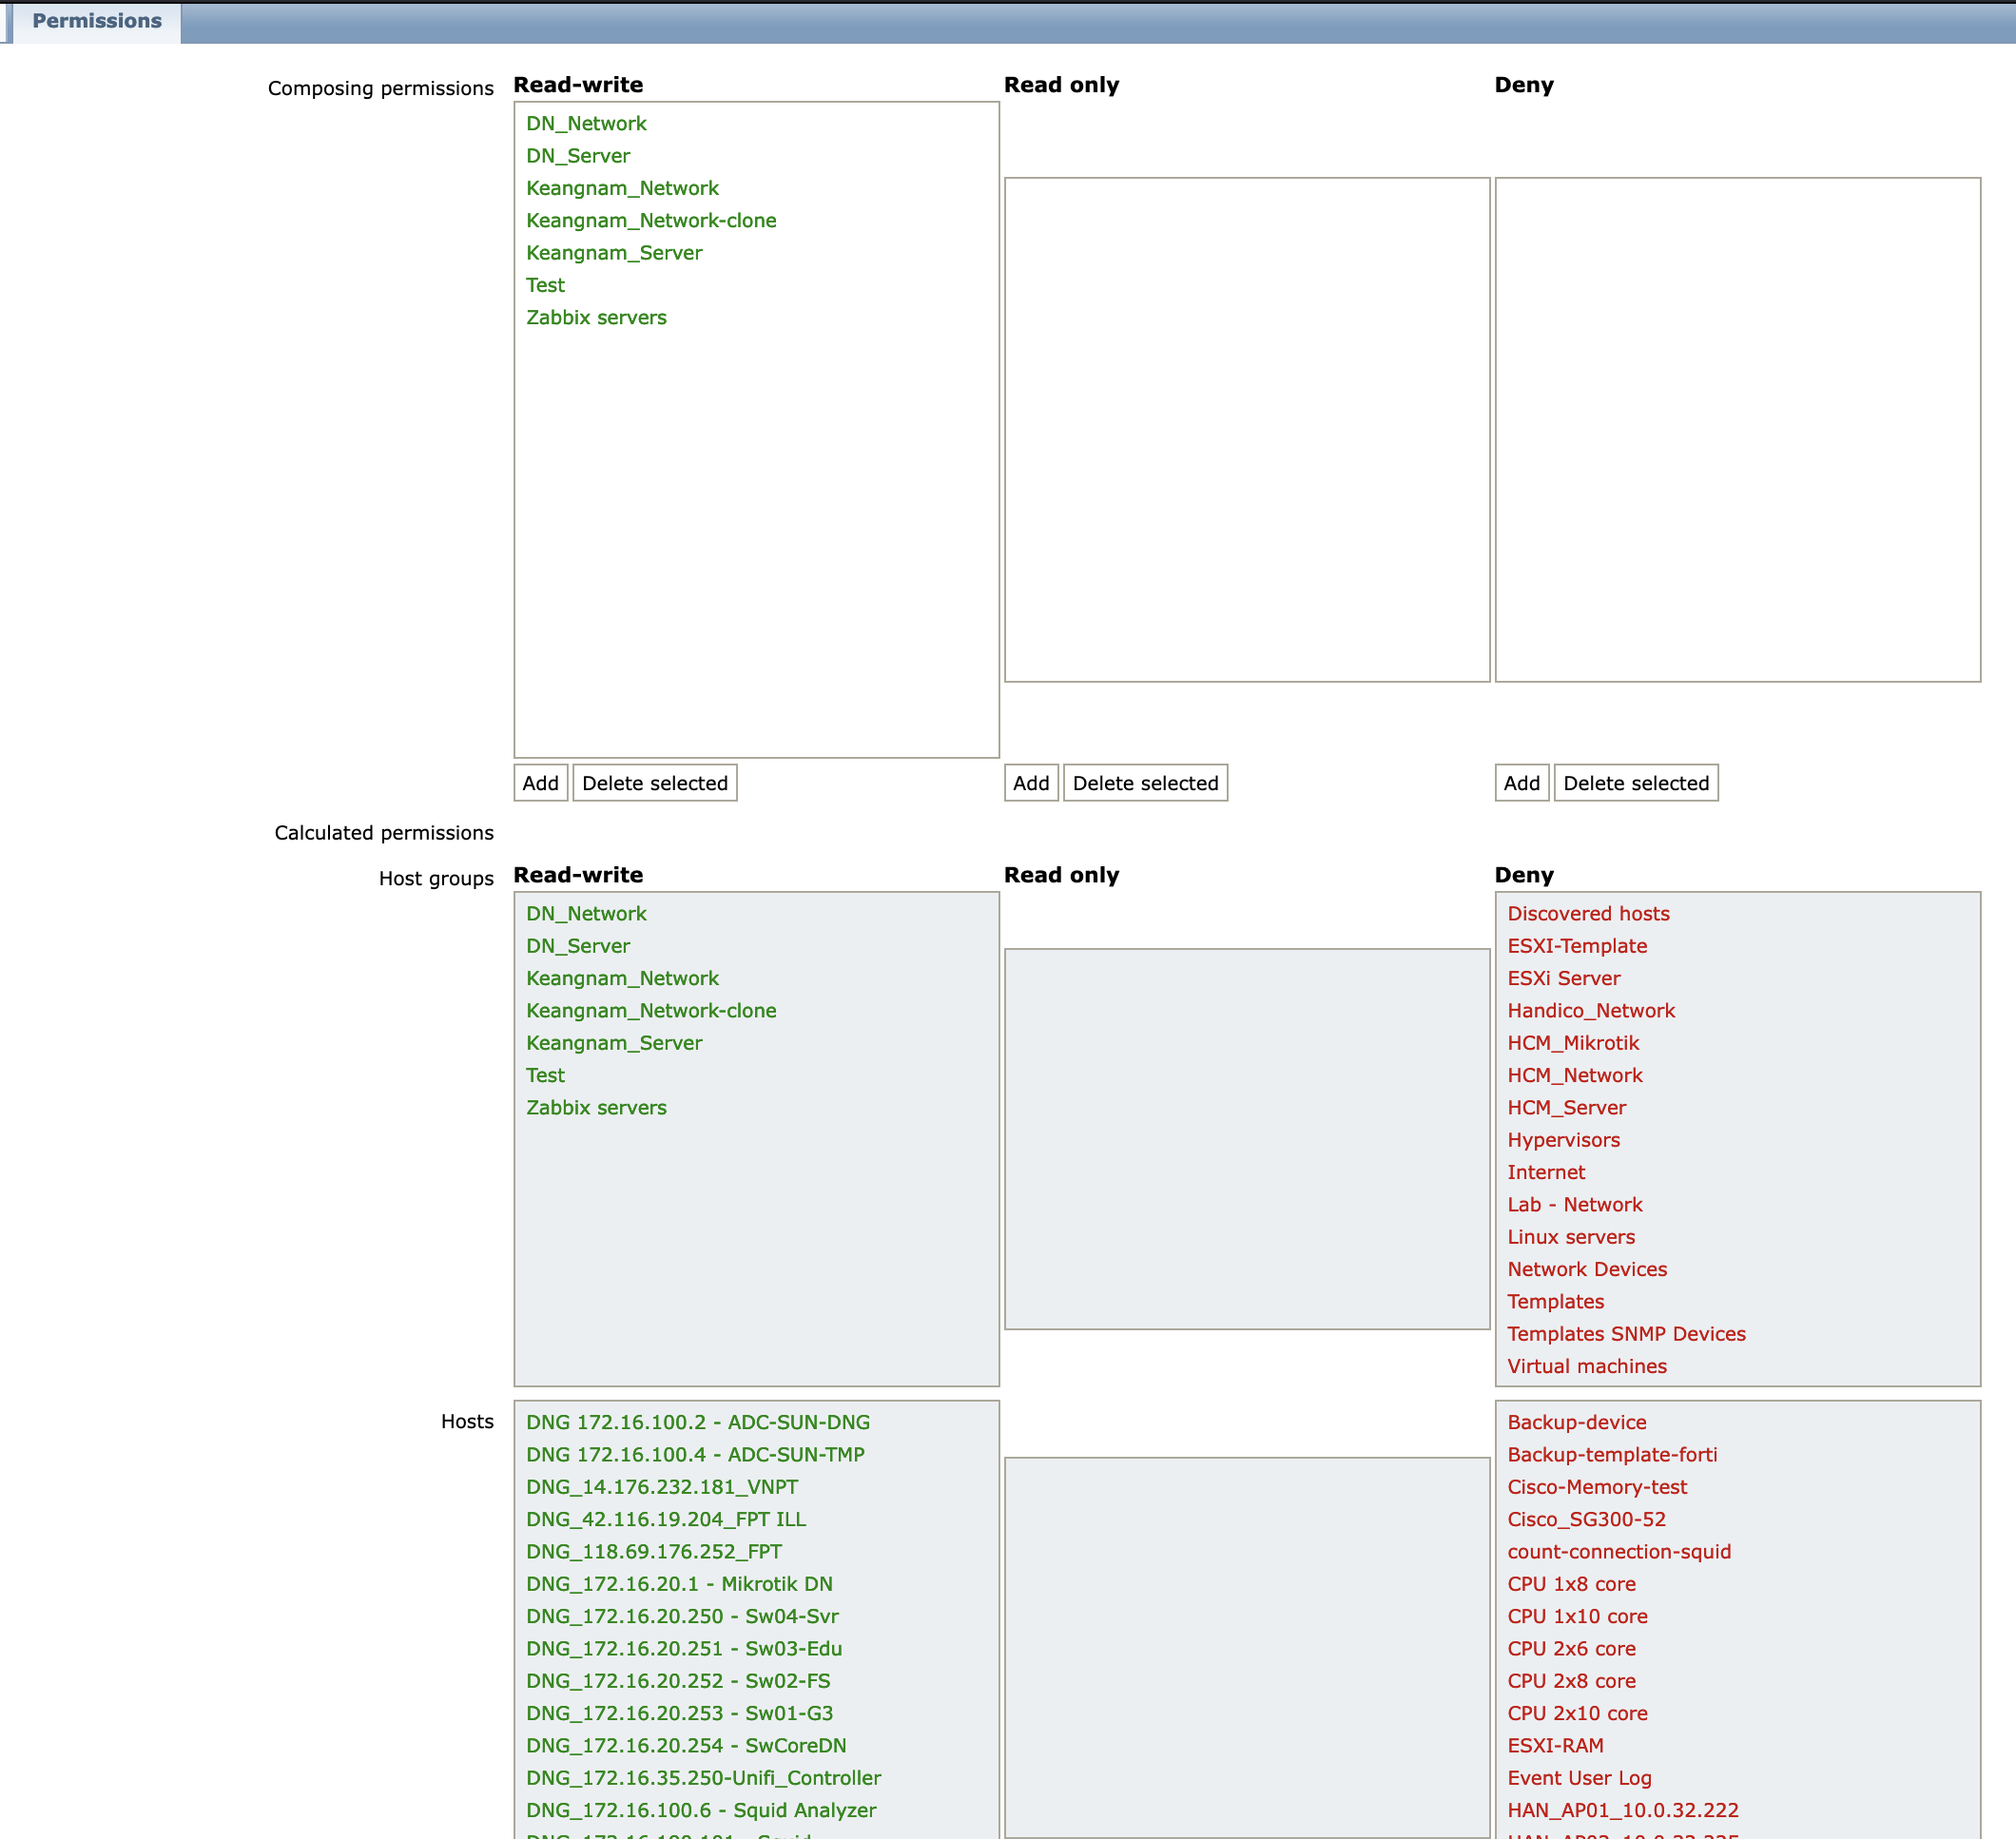 Permissions
Composing permissions
Read-write
Read only
Deny
DN_Network
DN_Server
Keangnam_Network
Keangnam_Network-clone
Keangnam_Server
Test
Zabbix servers
Add
Delete selected
Add
Delete selected
Add
Delete selected
Calculated permissions
Host groups
Read-write
Read only
Deny
DN_Network
DN_Server
Keangnam_Network
Keangnam_Network-clone
Keangnam_Server
Test
Zabbix servers
Discovered hosts
ESXI-Template
ESXi Server
Handico_Network
HCM_Mikrotik
HCM_Network
HCM_Server
Hypervisors
Internet
Lab - Network
Linux servers
Network Devices
Templates
Templates SNMP Devices
Virtual machines
Hosts
DNG 172.16.100.2 - ADC-SUN-DNG
DNG 172.16.100.4 - ADC-SUN-TMP
DNG_14.176.232.181_VNPT
DNG_42.116.19.204_FPT ILL
DNG_118.69.176.252_FPT
DNG_172.16.20.1 - Mikrotik DN
DNG_172.16.20.250 - Sw04-Svr
DNG_172.16.20.251 - Sw03-Edu
DNG_172.16.20.252 - Sw02-FS
DNG_172.16.20.253 - Sw01-G3
DNG_172.16.20.254 - SwCoreDN
DNG_172.16.35.250-Unifi_Controller
DNG_172.16.100.6 - Squid Analyzer
Backup-device
Backup-template-forti
Cisco-Memory-test
Cisco_SG300-52
count-connection-squid
CPU 1x8 core
CPU 1x10 core
CPU 2x6 core
CPU 2x8 core
CPU 2x10 core
ESXI-RAM
Event User Log
HAN_AP01_10.0.32.222